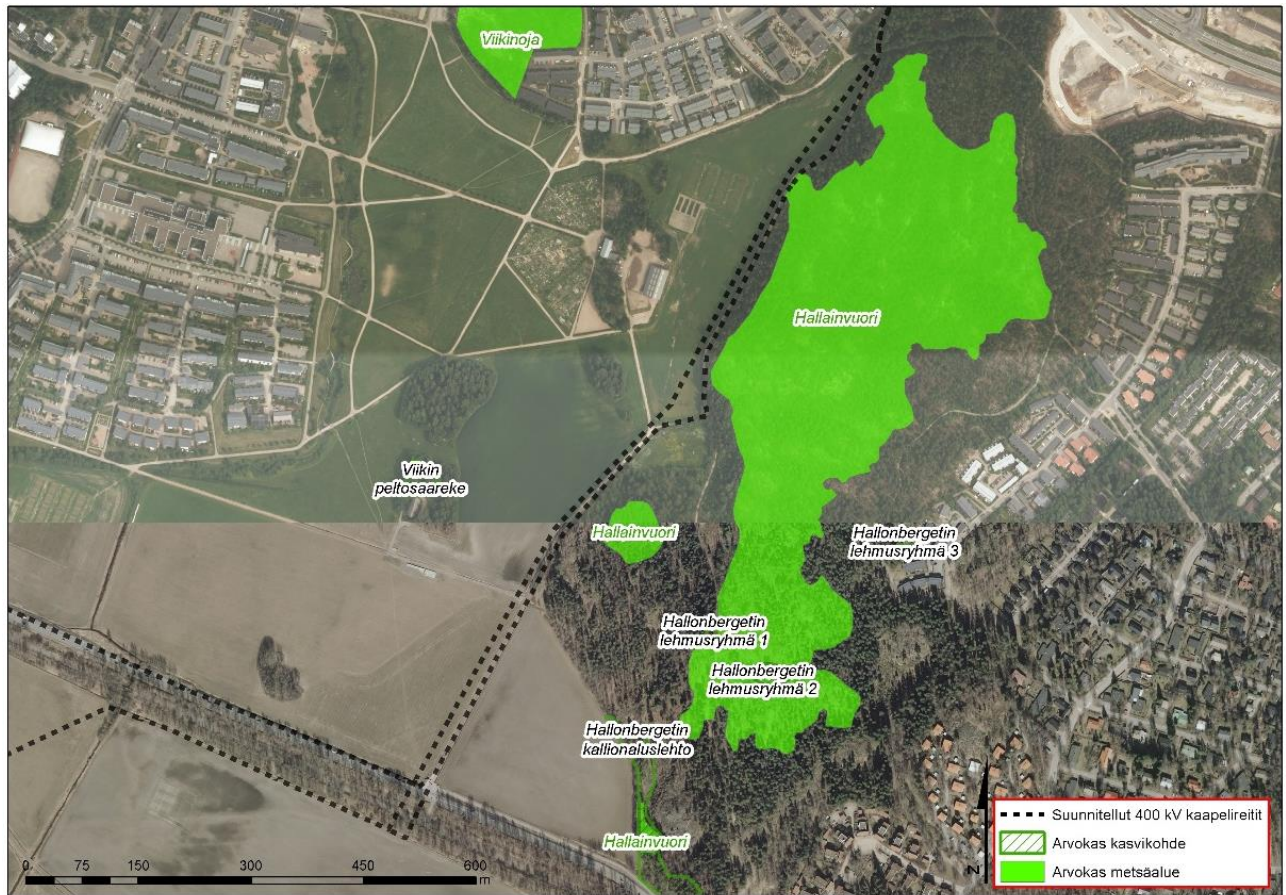 Viikinoja
Hallainvuori
Viikin
peltosaareke
Hallainvuori
Hallonbergetin
lehmusryhmä 3
Hallonbergetin
lehmusryhmä 1
Hallonbergetin
lehmusryhmä 2
Hallonbergetin
kallionaluslehto
Hallainvuori
0 75 150 300 450 600
m
N
Suunnitellut 400 kV kaapelireitit
Arvokas kasvikohde
Arvokas metsäalue